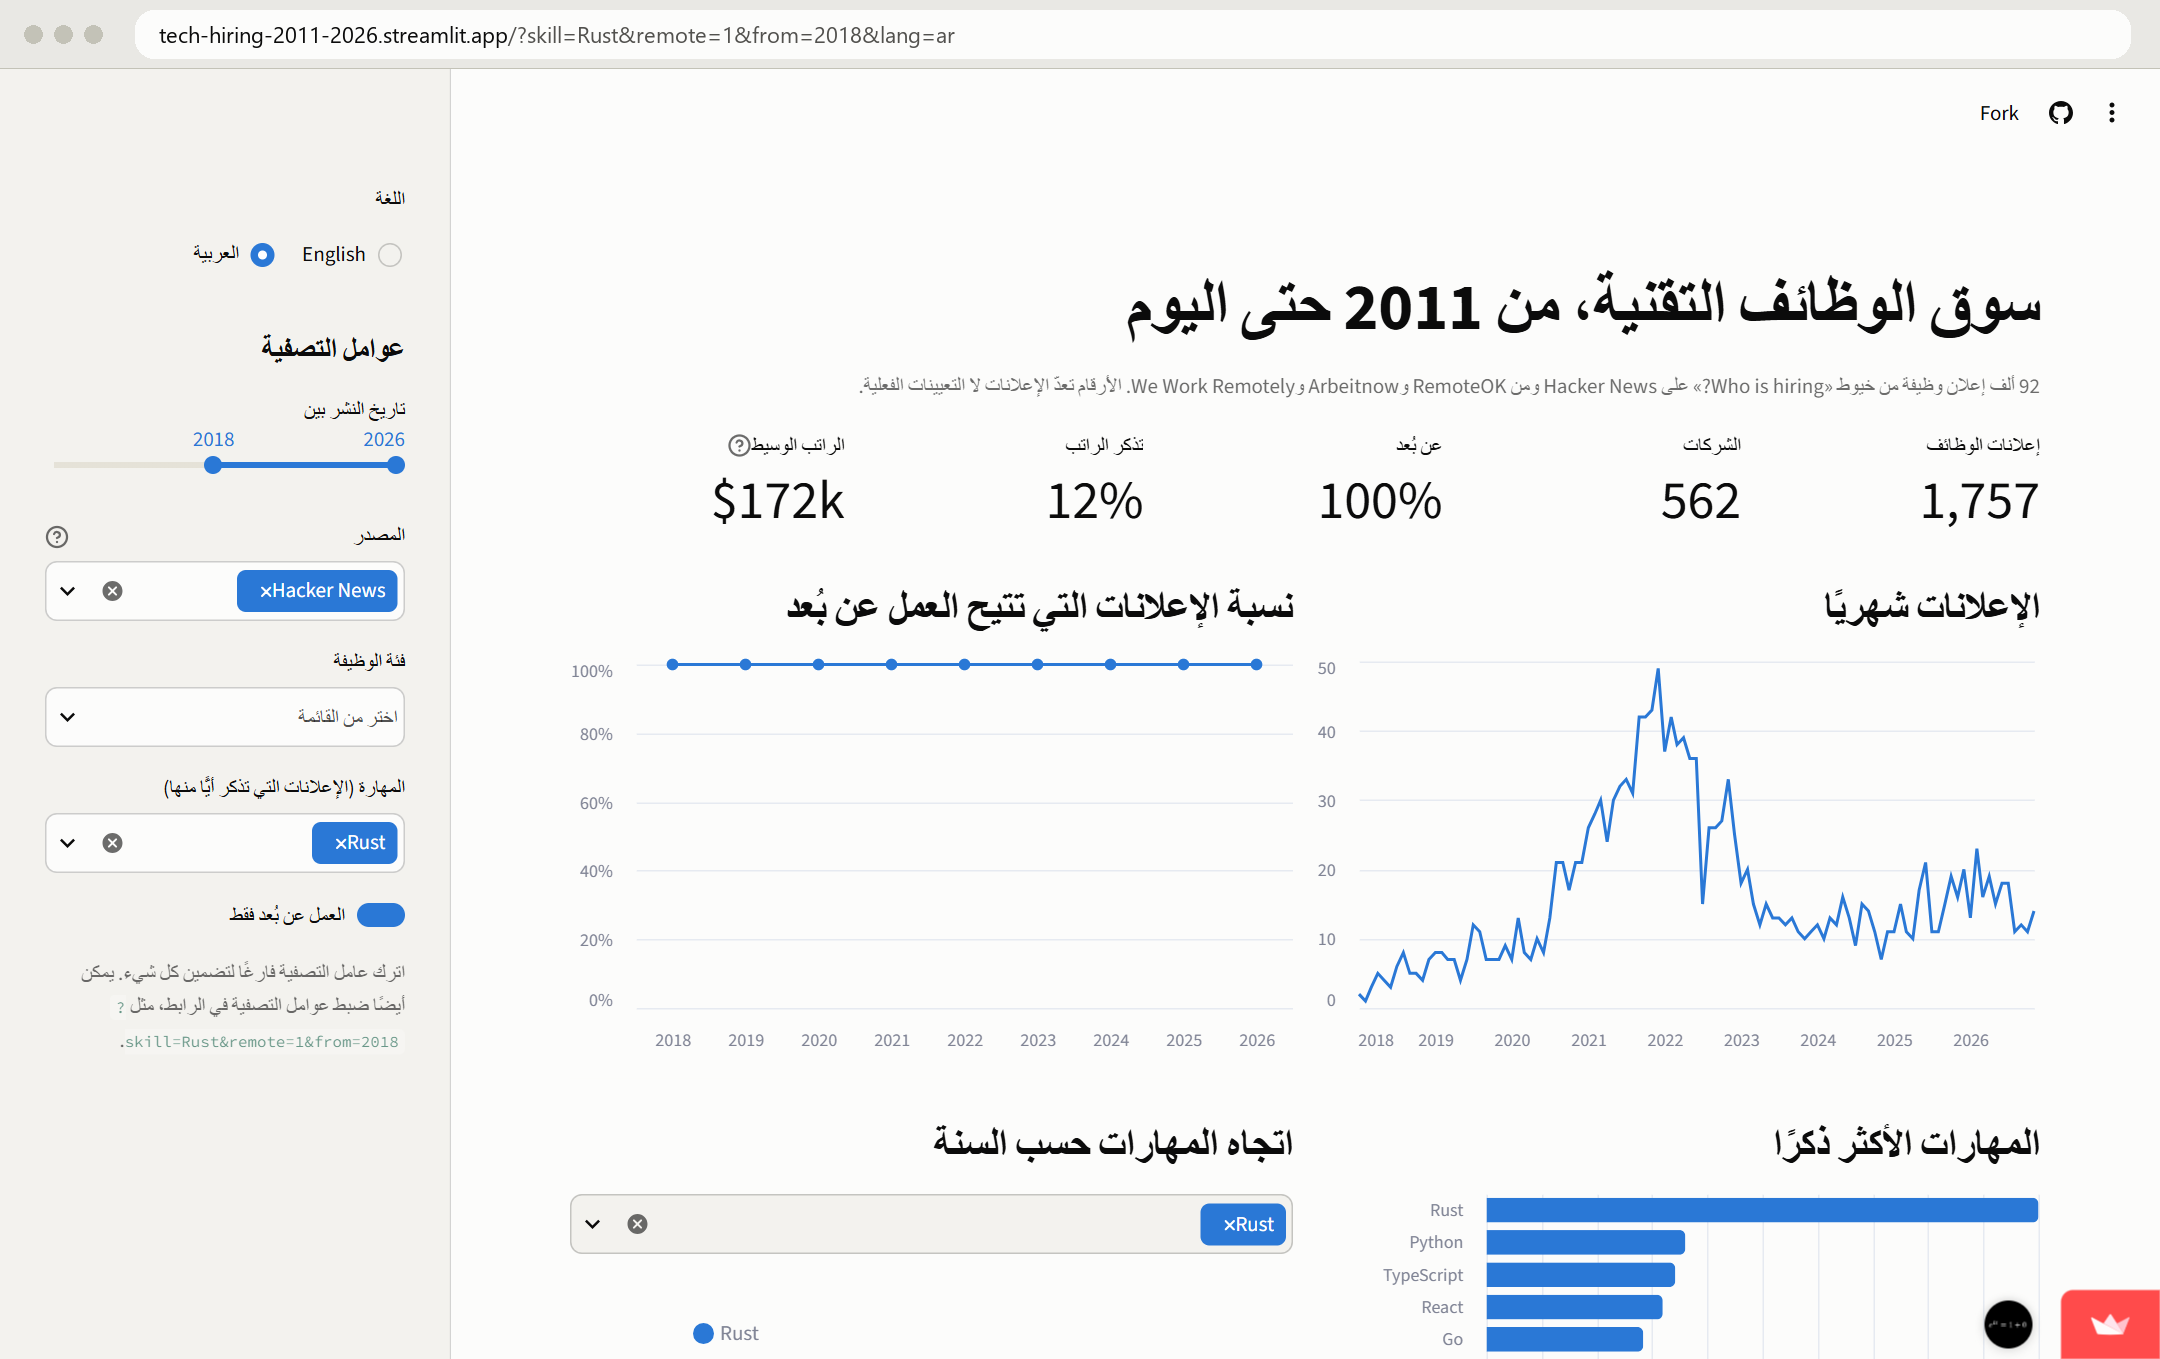 tech-hiring-2011-2026.streamlit.app/?skill=Rust&remote=1&from=2018&lang=ar
Fork
اللغة
English
العربية
عوامل التصفية
تاريخ النشر بين
2018 2026
المصدر
Hacker News×
فئة الوظيفة
اختر من القائمة
المهارة (الإعلانات التي تذكر أيًّا منها)
Rust×
العمل عن بُعد فقط
اترك عامل التصفية فارغًا لتضمين كل شيء. يمكن
أيضًا ضبط عوامل التصفية في الرابط، مثل ?
skill=Rust&remote=1&from=2018.
سوق الوظائف التقنية، من 2011 حتى اليوم
92 ألف إعلان وظيفة من خيوط «Who is hiring?» على Hacker News ومن RemoteOK و Arbeitnow و We Work Remotely. الأرقام تعدّ الإعلانات لا التعيينات الفعلية.
إعلانات الوظائف
1,757
الشركات
562
عن بُعد
100%
تذكر الراتب
12%
الراتب الوسيط
$172k
الإعلانات شهريًا
50
40
30
20
10
0
2018 2019 2020 2021 2022 2023 2024 2025 2026
نسبة الإعلانات التي تتيح العمل عن بُعد
100%
80%
60%
40%
20%
0%
2018 2019 2020 2021 2022 2023 2024 2025 2026
المهارات الأكثر ذكرًا
Rust
Python
TypeScript
React
Go
اتجاه المهارات حسب السنة
Rust×
Rust